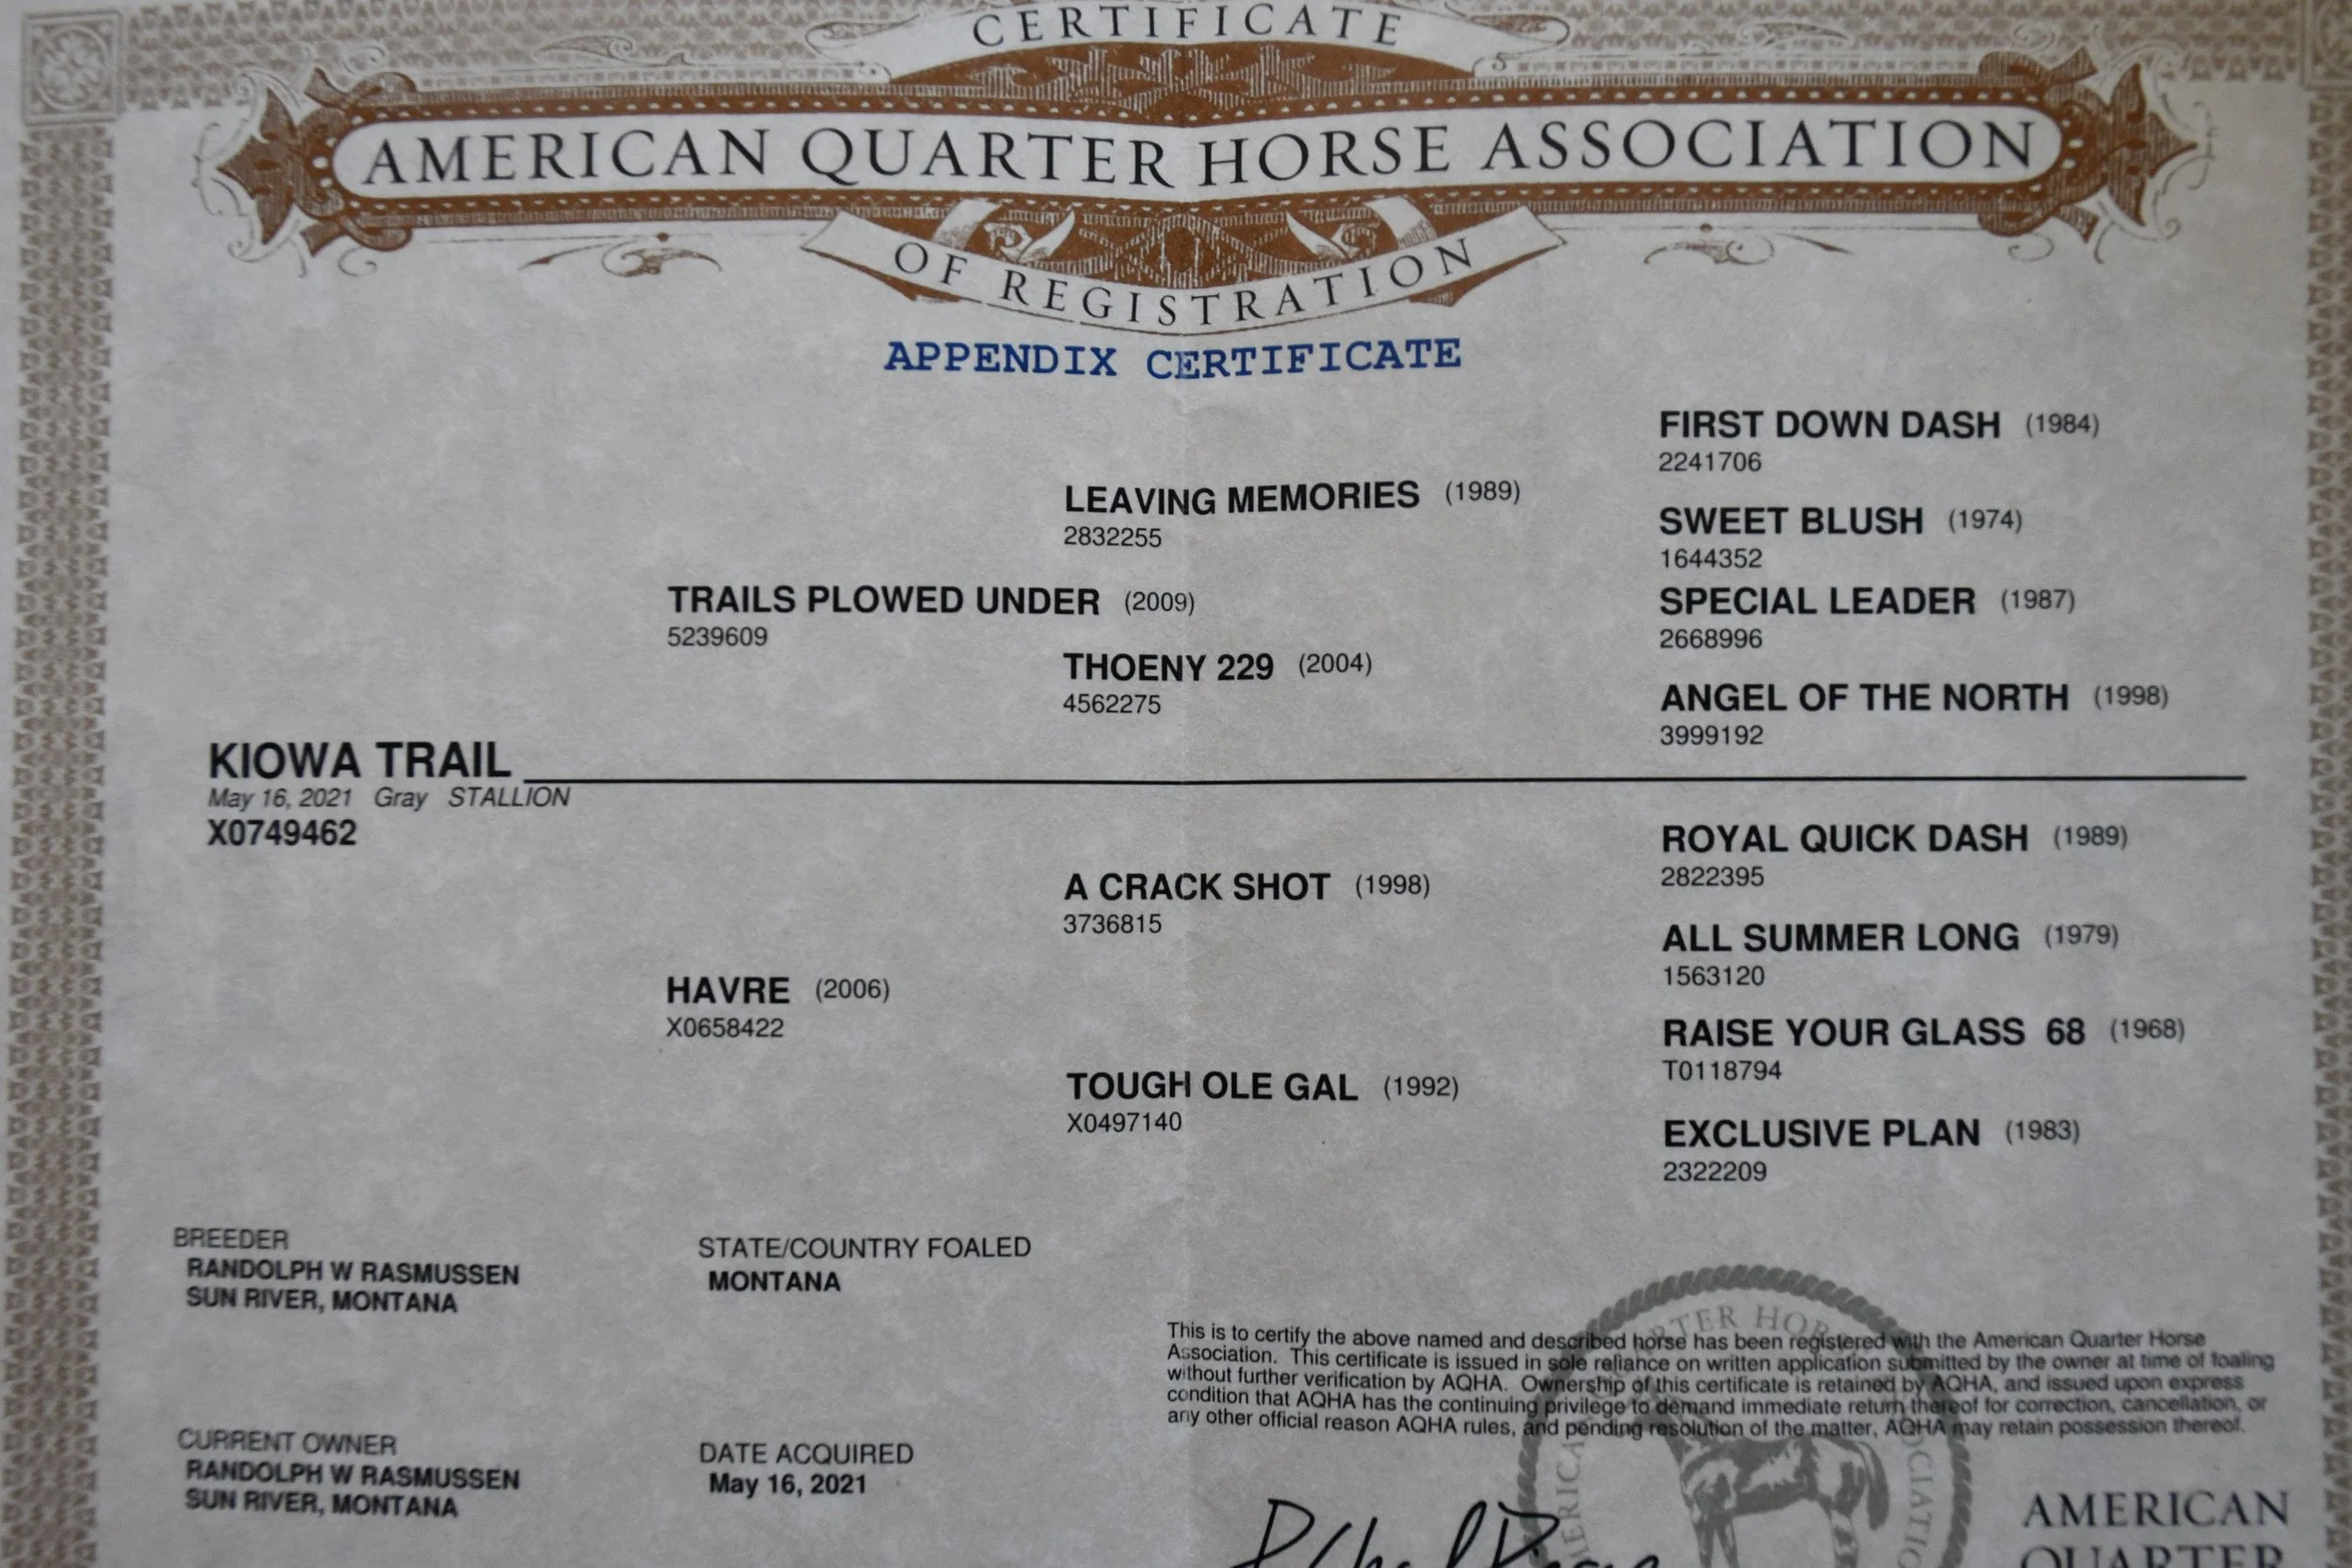 CERTIFICATE
AMERICAN QUARTER HORSE ASSOCIATION
OF REGISTRATION
APPENDIX CERTIFICATE
FIRST DOWN DASH (1984)
2241706
LEAVING MEMORIES (1989)
2832255
SWEET BLUSH (1974)
1644352
TRAILS PLOWED UNDER (2009)
5239609
SPECIAL LEADER (1987)
2668996
THOENY 229 (2004)
4562275
ANGEL OF THE NORTH (1998)
3999192
KIOWA TRAIL
May 16, 2021 Gray STALLION
X0749462
ROYAL QUICK DASH (1989)
2822395
A CRACK SHOT (1998)
3736815
ALL SUMMER LONG (1979)
1563120
HAVRE (2006)
X0658422
RAISE YOUR GLASS 68 (1968)
T0118794
TOUGH OLE GAL (1992)
X0497140
EXCLUSIVE PLAN (1983)
2322209
BREEDER
RANDOLPH W RASMUSSEN
SUN RIVER, MONTANA
STATE/COUNTRY FOALED
MONTANA
This is to certify the above named and described horse has been registered with the American Quarter Horse
Association. This certificate is issued in sole reliance on written application submitted by the owner at time of foaling
without further verification by AQHA. Ownership of this certificate is retained by AQHA, and issued upon express
condition that AQHA has the continuing privilege to demand immediate return thereof for correction, cancellation, or
any other official reason AQHA rules, and pending resolution of the matter, AQHA may retain possession thereof.
CURRENT OWNER
RANDOLPH W RASMUSSEN
SUN RIVER, MONTANA
DATE ACQUIRED
May 16, 2021
AMERICAN
QUARTER